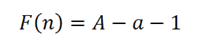 F(n) = A − a − 1